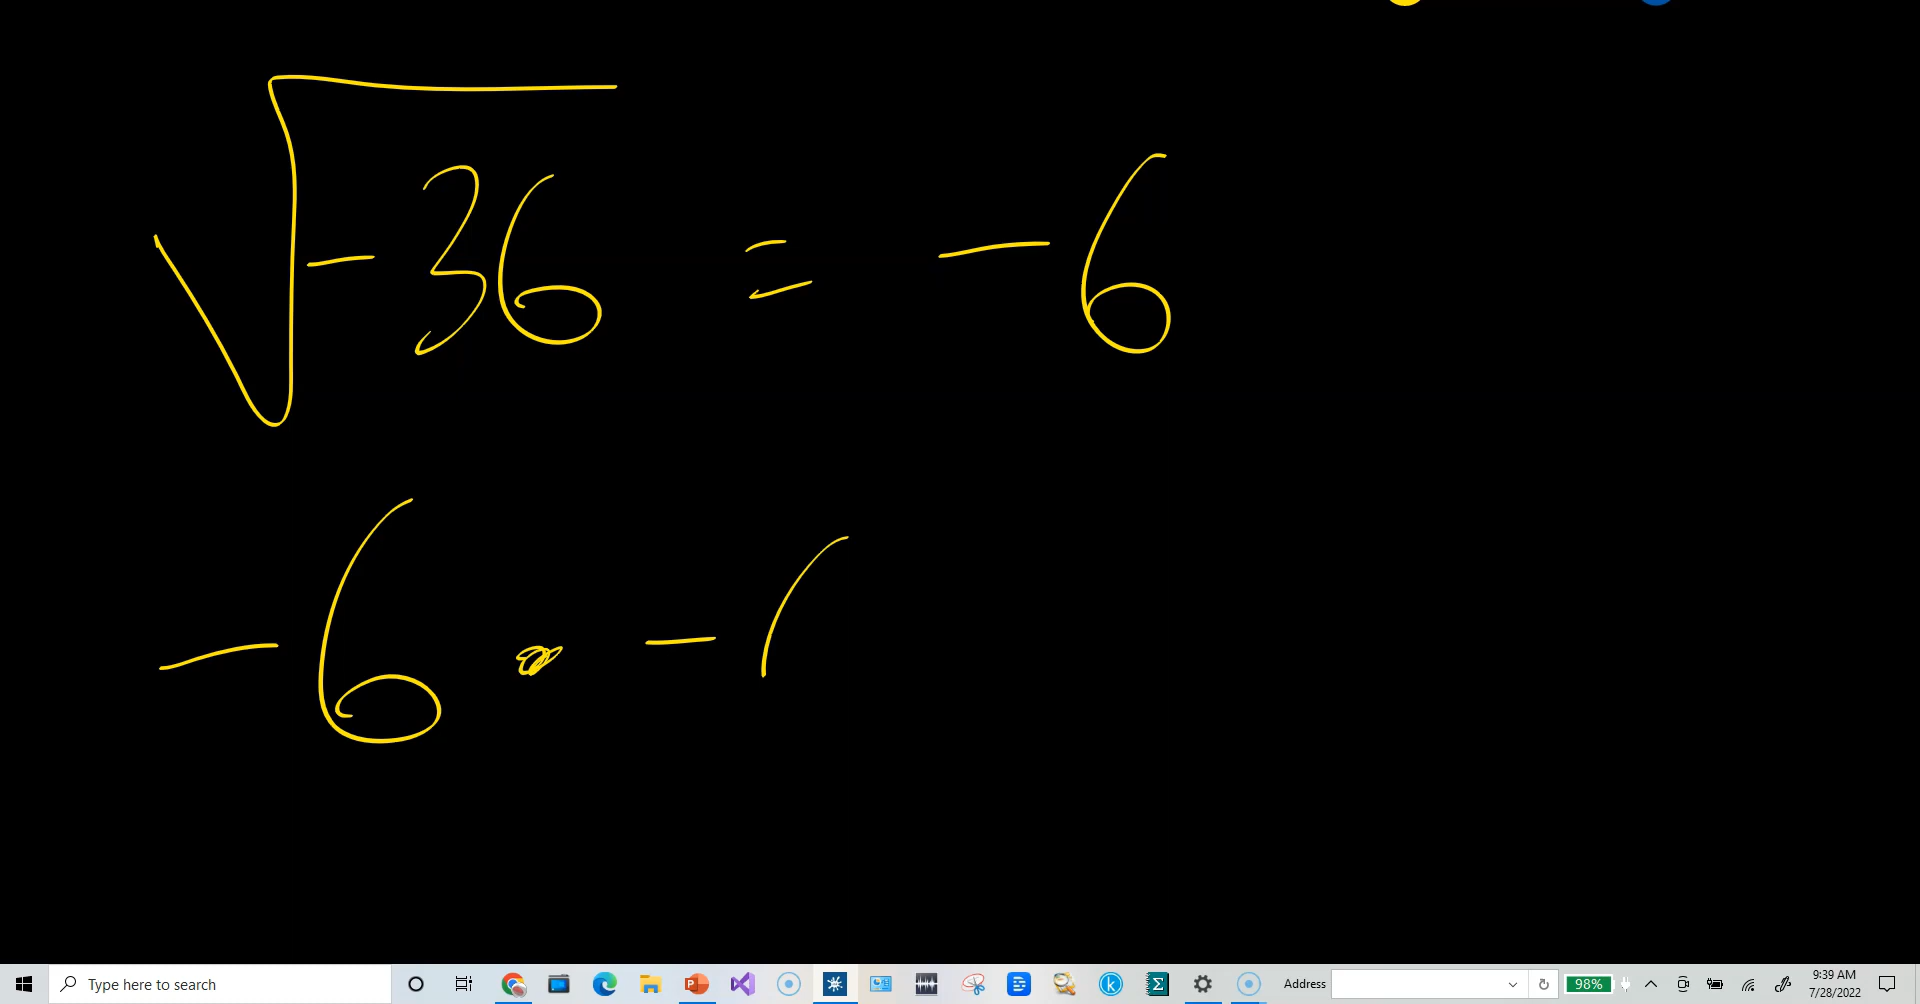 √-36 = -6
-6 · - (
Type here to search
Address
98%
9:39 AM
7/28/2022